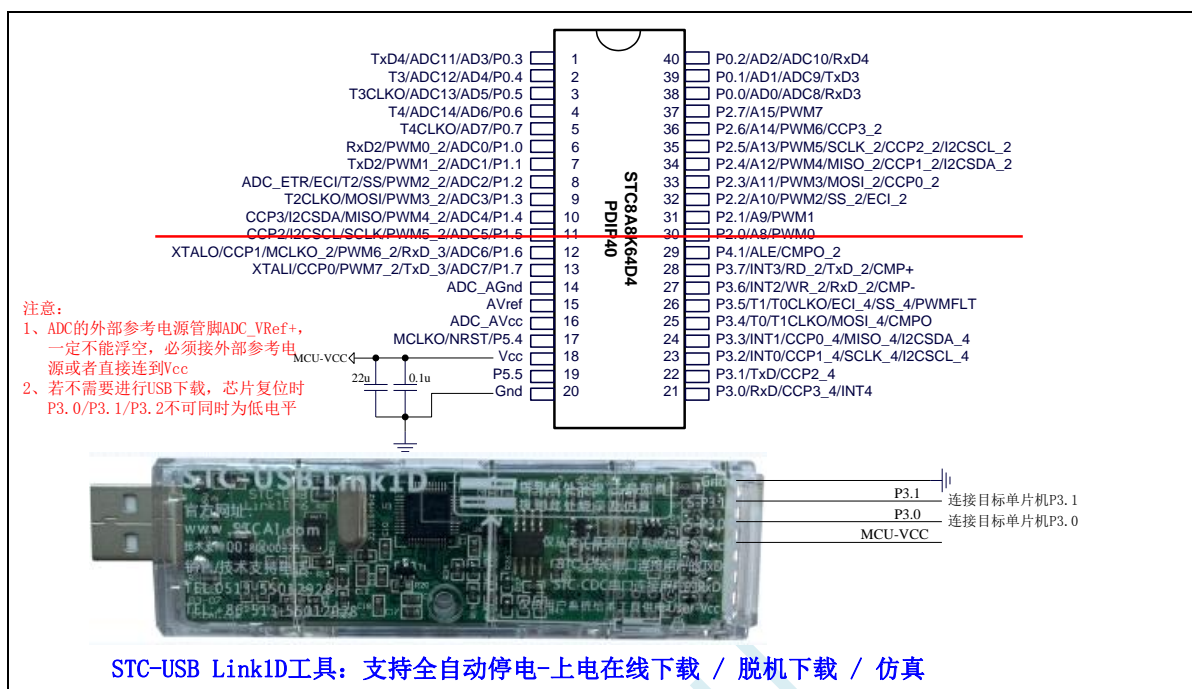 TxD4/ADC11/AD3/P0.3 1 40 P0.2/AD2/ADC10/RxD4
T3/ADC12/AD4/P0.4 2 39 P0.1/AD1/ADC9/TxD3
T3CLKO/ADC13/AD5/P0.5 3 38 P0.0/AD0/ADC8/RxD3
T4/ADC14/AD6/P0.6 4 37 P2.7/A15/PWM7
T4CLKO/AD7/P0.7 5 36 P2.6/A14/PWM6/CCP3_2
RxD2/PWM0_2/ADC0/P1.0 6 35 P2.5/A13/PWM5/SCLK_2/CCP2_2/I2CSCL_2
TxD2/PWM1_2/ADC1/P1.1 7 34 P2.4/A12/PWM4/MISO_2/CCP1_2/I2CSDA_2
ADC_ETR/ECI/T2/SS/PWM2_2/ADC2/P1.2 8 33 P2.3/A11/PWM3/MOSI_2/CCP0_2
T2CLKO/MOSI/PWM3_2/ADC3/P1.3 9 32 P2.2/A10/PWM2/SS_2/ECI_2
CCP3/I2CSDA/MISO/PWM4_2/ADC4/P1.4 10 31 P2.1/A9/PWM1
CCP2/I2CSCL/SCLK/PWM5_2/ADC5/P1.5 11 30 P2.0/A8/PWM0
XTALO/CCP1/MCLKO_2/PWM6_2/RxD_3/ADC6/P1.6 12 29 P4.1/ALE/CMPO_2
XTALI/CCP0/PWM7_2/TxD_3/ADC7/P1.7 13 28 P3.7/INT3/RD_2/TxD_2/CMP+
ADC_AGnd 14 27 P3.6/INT2/WR_2/RxD_2/CMP-
AVref 15 26 P3.5/T1/T0CLKO/ECI_4/SS_4/PWMFLT
ADC_AVcc 16 25 P3.4/T0/T1CLKO/MOSI_4/CMPO
MCLKO/NRST/P5.4 17 24 P3.3/INT1/CCP0_4/MISO_4/I2CSDA_4
Vcc 18 23 P3.2/INT0/CCP1_4/SCLK_4/I2CSCL_4
P5.5 19 22 P3.1/TxD/CCP2_4
Gnd 20 21 P3.0/RxD/CCP3_4/INT4
STC8A8K64D4
PDIP40
MCU-VCC
22u 0.1u
注意:
1、ADC的外部参考电源管脚ADC_VRef+,
一定不能浮空，必须接外部参考电
源或者直接连到Vcc
2、若不需要进行USB下载，芯片复位时
P3.0/P3.1/P3.2不可同时为低电平
STC-USB Link1D
官方网址:
www.STCAI.com
TEL:0513-55012928
Gnd
P3.1 连接目标单片机P3.1
P3.0 连接目标单片机P3.0
MCU-VCC
STC-USB Link1D工具：支持全自动停电-上电在线下载 / 脱机下载 / 仿真